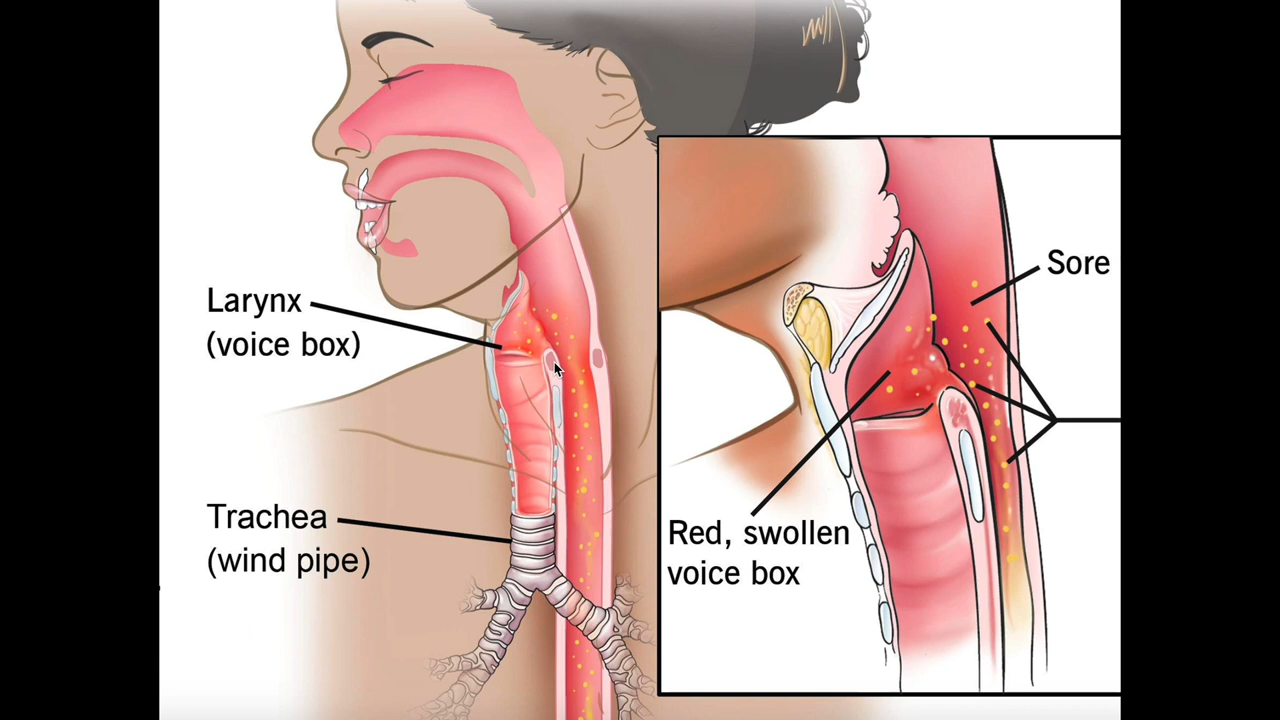 Larynx
(voice box)
Trachea
(wind pipe)
Sore
Red, swollen
voice box